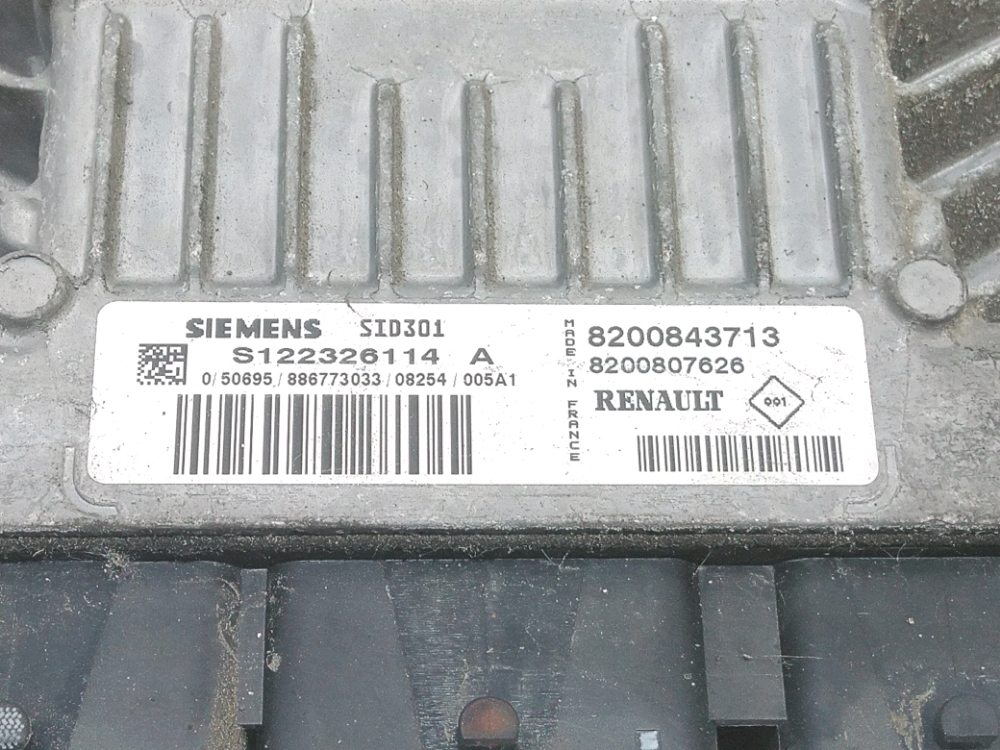 SIEMENS SID301
S122326114 A
0/50695/886773033/08254/005A1
MADE IN FRANCE
8200843713
8200807626
RENAULT
001